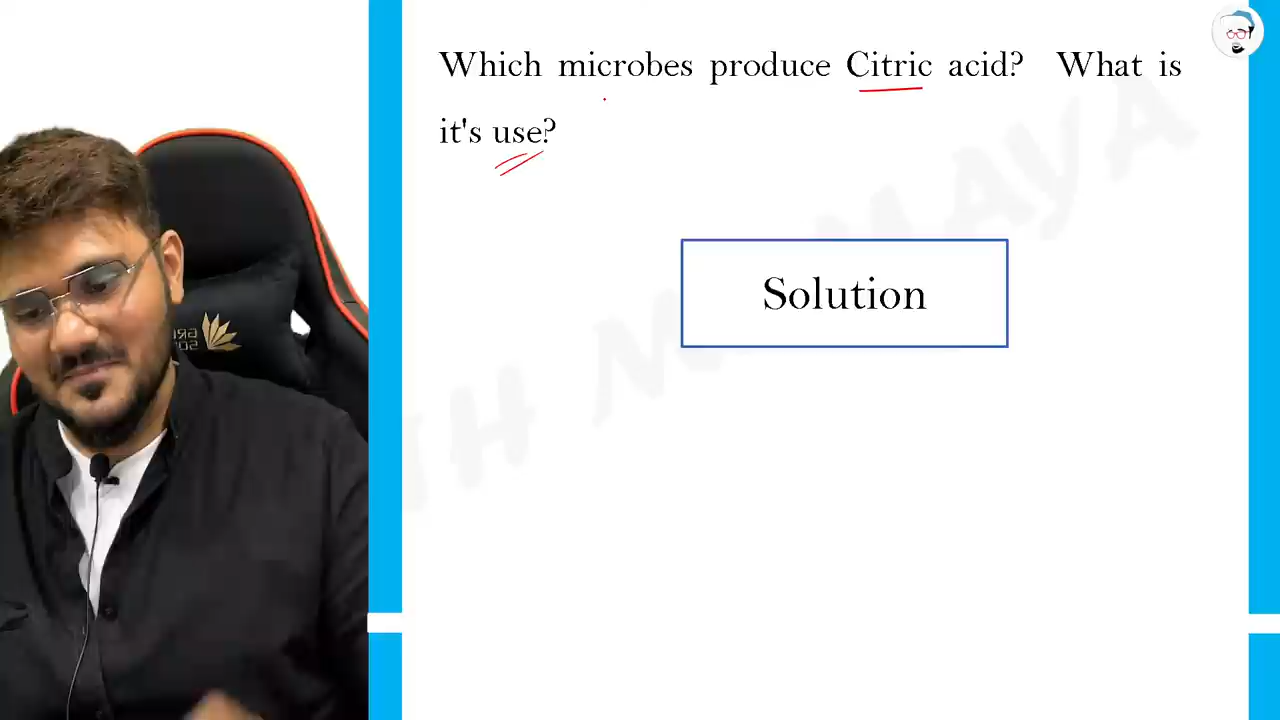 Which microbes produce Citric acid? What is
it's use?
Solution